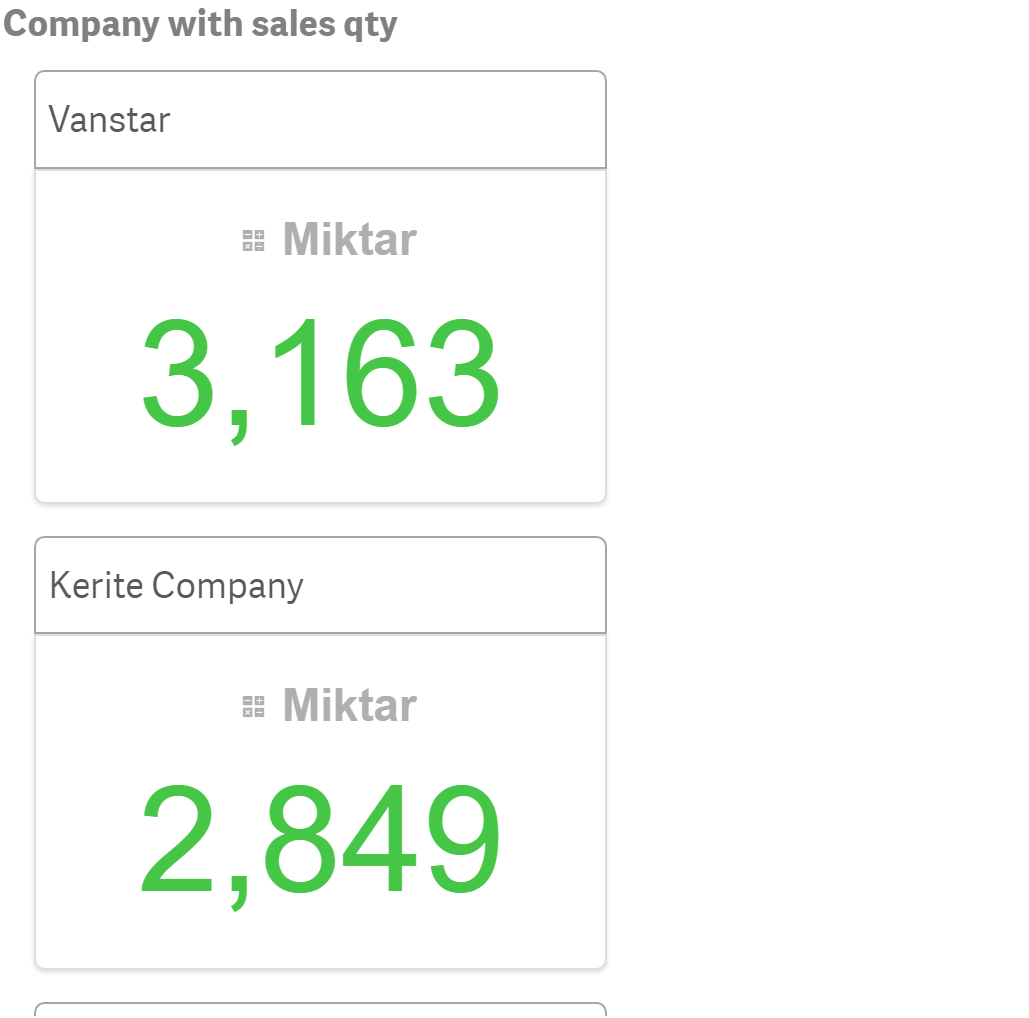 Company with sales qty
Vanstar
Miktar
3,163
Kerite Company
Miktar
2,849